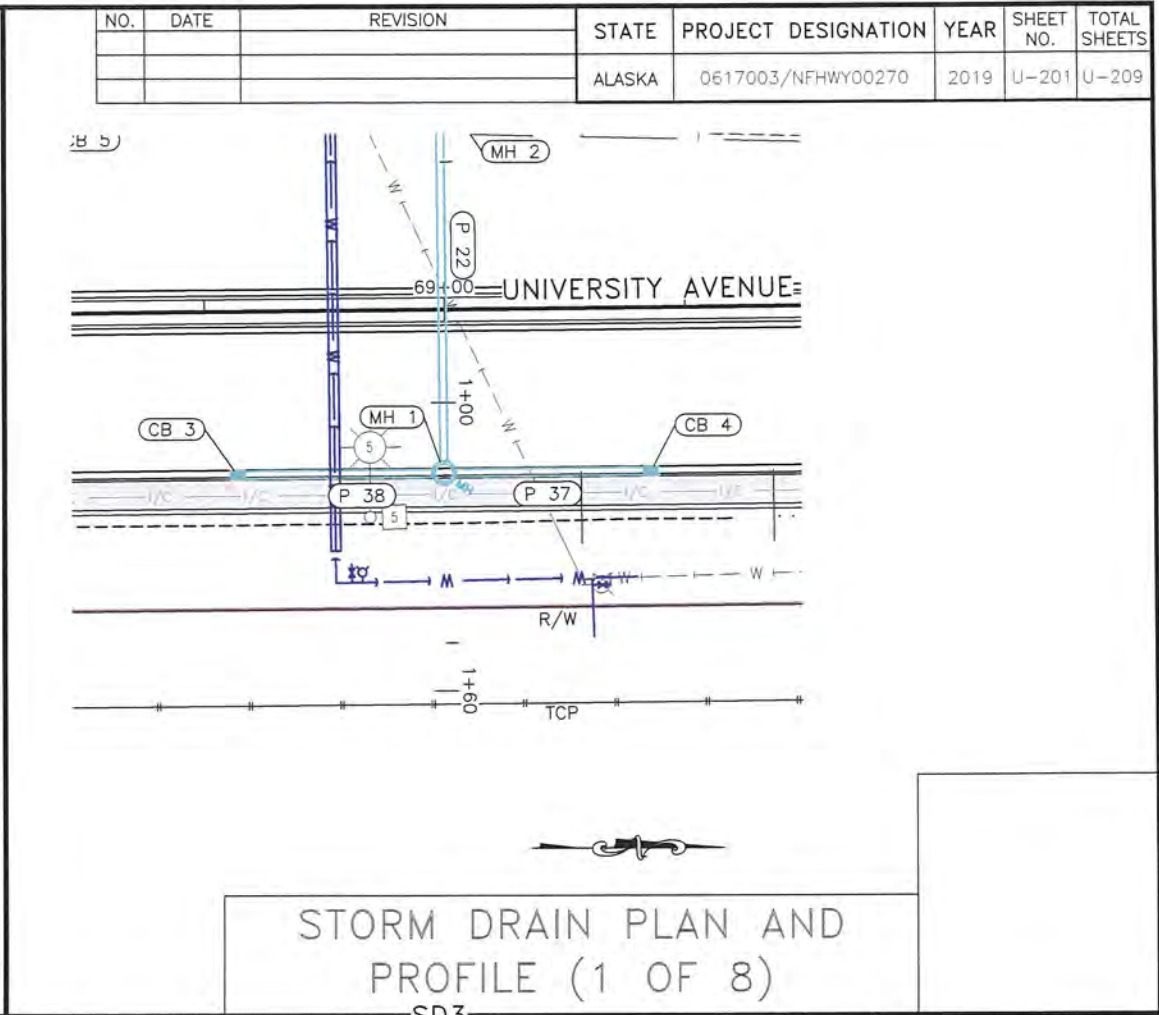 NO. DATE REVISION STATE PROJECT DESIGNATION YEAR SHEET NO. TOTAL SHEETS
ALASKA 0617003/NFHWY00270 2019 U-201 U-209
CB 5
MH 2
W
P 22
69+00 UNIVERSITY AVENUE
W
W
1+00
W
CB 3 MH 1 CB 4
5
P 38 MH P 37
5
W W W W
R/W
1+60
TCP
STORM DRAIN PLAN AND
PROFILE (1 OF 8)
SD3